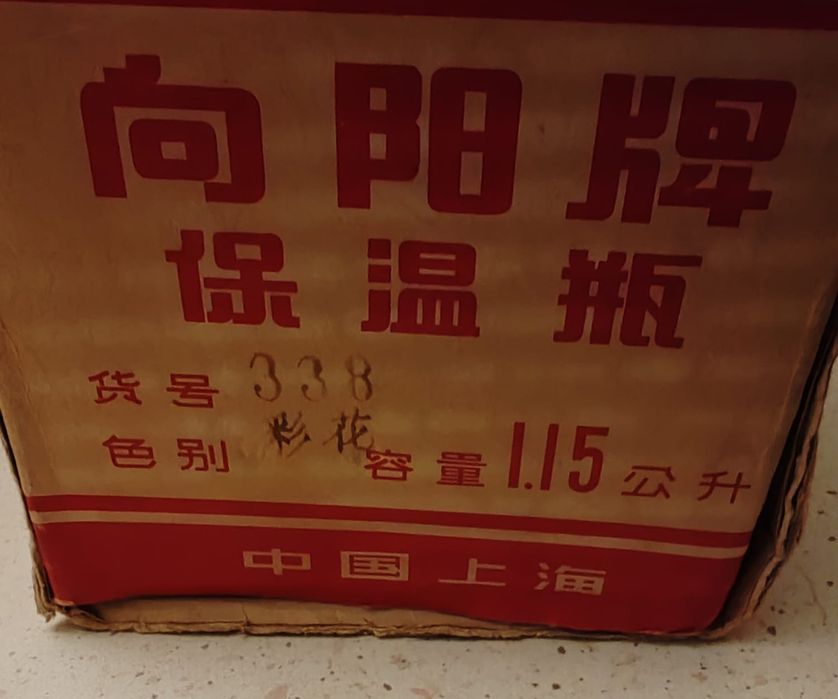 向阳牌
保温瓶
货号 338
色别 彩花 容量 1.15 公升
中国上海